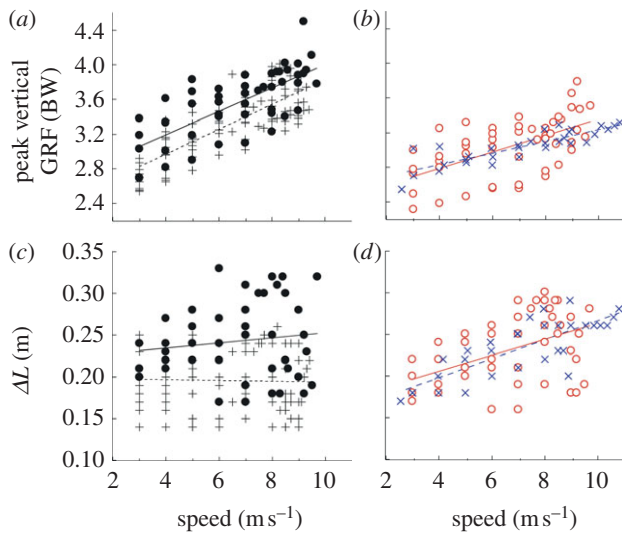 (a)
(b)
4.4
4.0
3.6
3.2
2.8
2.4
peak vertical
GRF (BW)
(c)
(d)
0.35
0.30
0.25
0.20
0.15
0.10
ΔL (m)
2 4 6 8 10
2 4 6 8 10
speed (m s⁻¹)
speed (m s⁻¹)